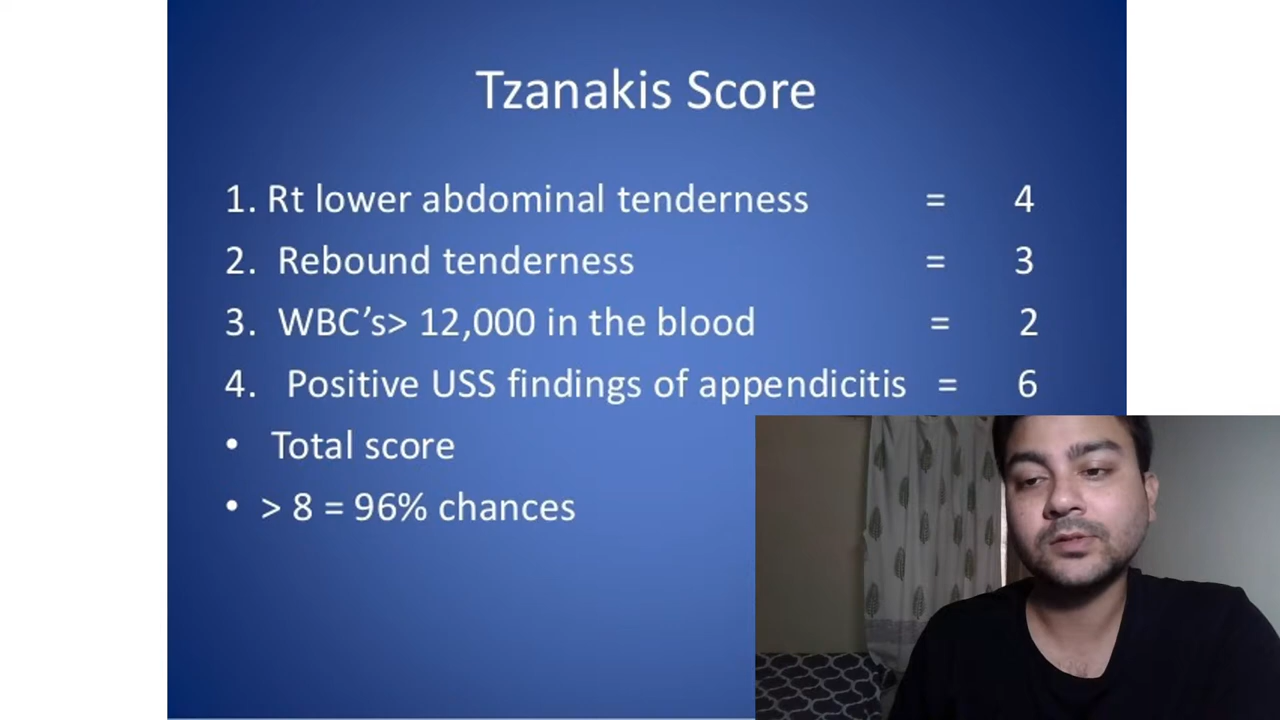 Tzanakis Score
1. Rt lower abdominal tenderness = 4
2. Rebound tenderness = 3
3. WBC’s> 12,000 in the blood = 2
4. Positive USS findings of appendicitis = 6
• Total score
• > 8 = 96% chances